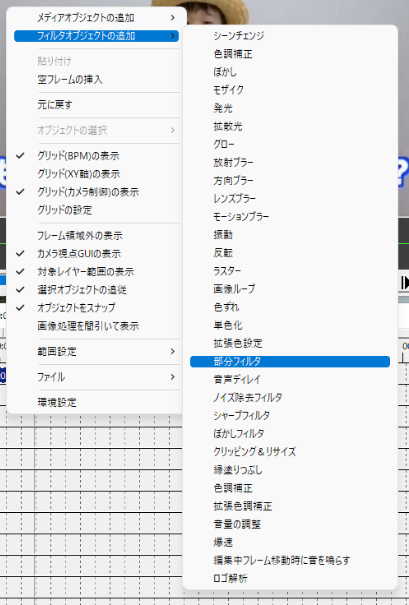 メディアオブジェクトの追加
フィルタオブジェクトの追加
貼り付け
空フレームの挿入
元に戻す
オブジェクトの選択
グリッド(BPM)の表示
グリッド(XY軸)の表示
グリッド(カメラ制御)の表示
グリッドの設定
フレーム領域外の表示
カメラ視点GUIの表示
対象レイヤー範囲の表示
選択オブジェクトの追従
オブジェクトをスナップ
画像処理を間引いて表示
範囲設定
ファイル
環境設定
シーンチェンジ
色調補正
ぼかし
モザイク
発光
拡散光
グロー
放射ブラー
方向ブラー
レンズブラー
モーションブラー
振動
反転
ラスター
画像ループ
色ずれ
単色化
拡張色設定
部分フィルタ
音声ディレイ
ノイズ除去フィルタ
シャープフィルタ
ぼかしフィルタ
クリッピング&リサイズ
縁塗りつぶし
色調補正
拡張色調補正
音量の調整
爆速
編集中フレーム移動時に音を鳴らす
ロゴ解析
?